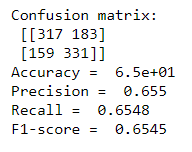 Confusion matrix:
[[317 183]
[159 331]]
Accuracy =  6.5e+01
Precision =  0.655
Recall =  0.6548
F1-score =  0.6545